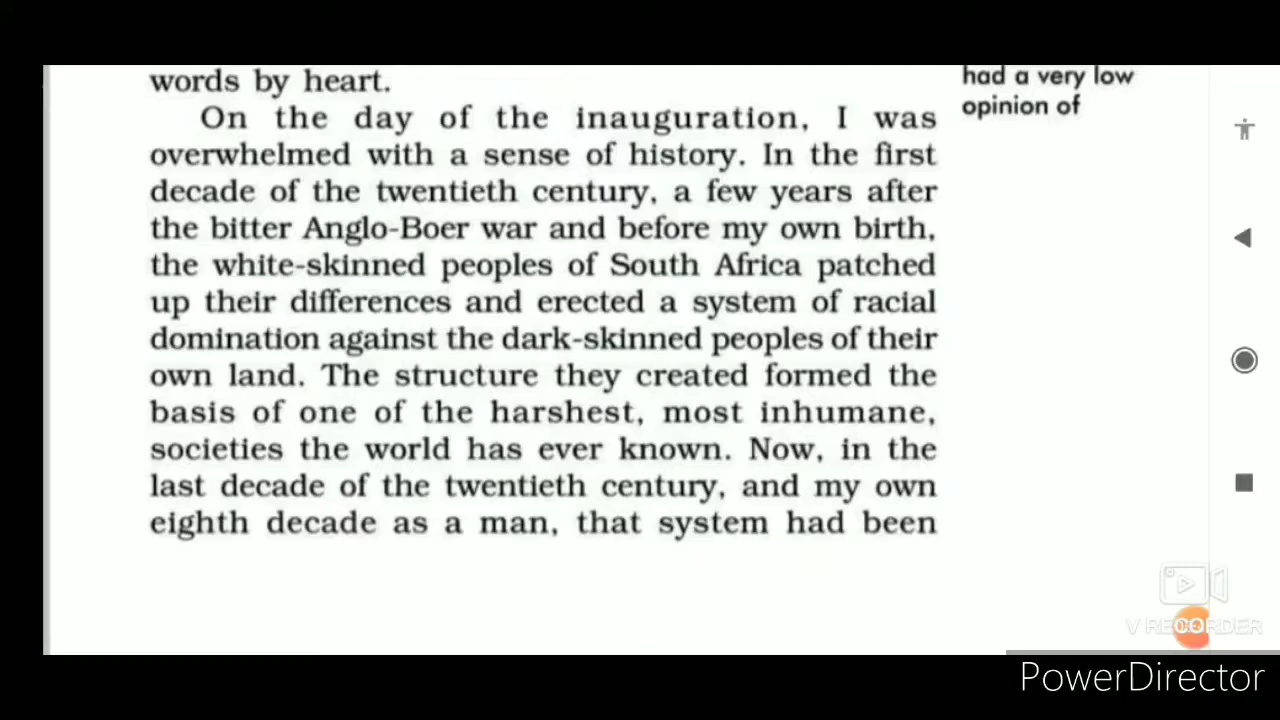 words by heart.
had a very low
opinion of
On the day of the inauguration, I was
overwhelmed with a sense of history. In the first
decade of the twentieth century, a few years after
the bitter Anglo-Boer war and before my own birth,
the white-skinned peoples of South Africa patched
up their differences and erected a system of racial
domination against the dark-skinned peoples of their
own land. The structure they created formed the
basis of one of the harshest, most inhumane,
societies the world has ever known. Now, in the
last decade of the twentieth century, and my own
eighth decade as a man, that system had been
V RECORDER
PowerDirector